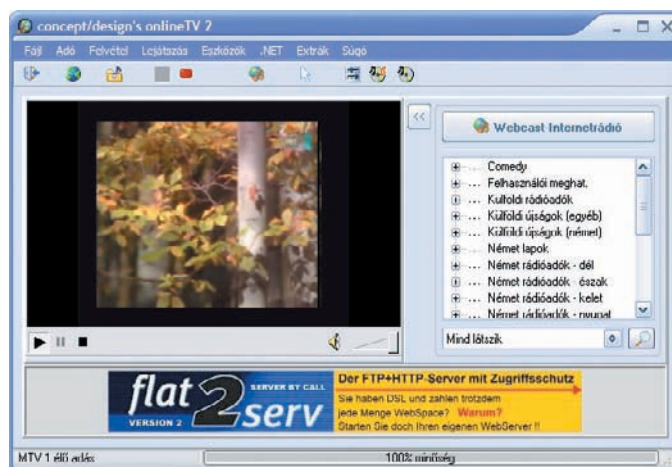 concept/design's onlineTV 2
Fájl Adó Felvétel Lejátszás Eszközök .NET Extrák Súgó
<<
Webcast Internetrádió
Comedy
Felhasználói meghat.
Külföldi rádióadók
Külföldi újságok (egyéb)
Külföldi újságok (német)
Német lapok
Német rádióadók - dél
Német rádióadók - észak
Német rádióadók - kelet
Német rádióadók - nyugat
Mind látszik
flat 2 serv
SERVER BY CALL
VERSION 2
Der FTP+HTTP-Server mit Zugriffsschutz
Sie haben DSL und zahlen trotzdem
jede Menge WebSpace? Warum?
Starten Sie doch Ihren eigenen WebServer !!
MTV 1 élő adás
100% minőség